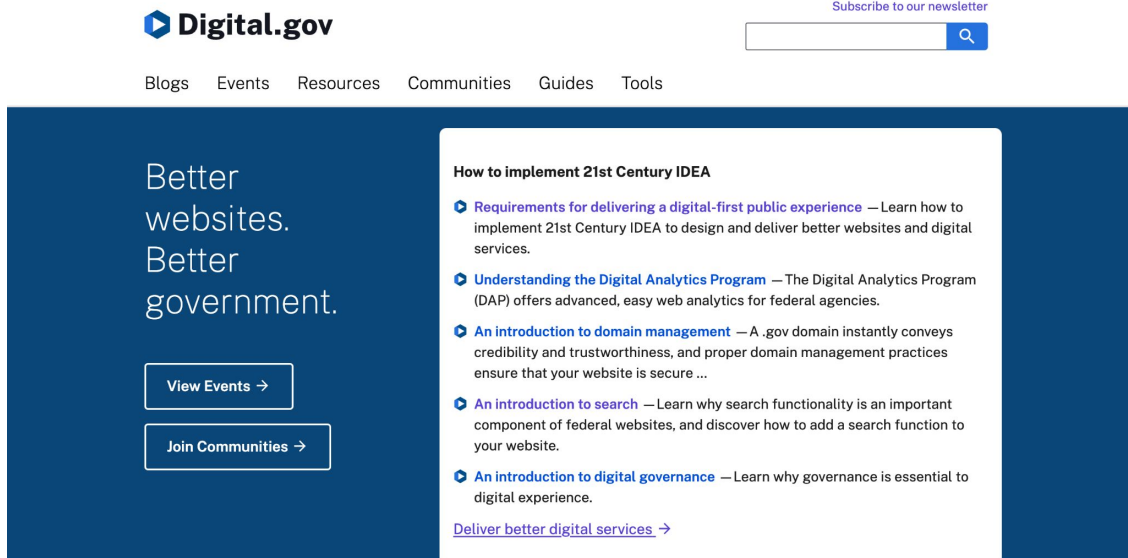 Subscribe to our newsletter
Digital.gov
Blogs Events Resources Communities Guides Tools
Better
websites.
Better
government.
View Events →
Join Communities →
How to implement 21st Century IDEA
Requirements for delivering a digital-first public experience — Learn how to
implement 21st Century IDEA to design and deliver better websites and digital
services.
Understanding the Digital Analytics Program — The Digital Analytics Program
(DAP) offers advanced, easy web analytics for federal agencies.
An introduction to domain management — A .gov domain instantly conveys
credibility and trustworthiness, and proper domain management practices
ensure that your website is secure ...
An introduction to search — Learn why search functionality is an important
component of federal websites, and discover how to add a search function to
your website.
An introduction to digital governance — Learn why governance is essential to
digital experience.
Deliver better digital services →